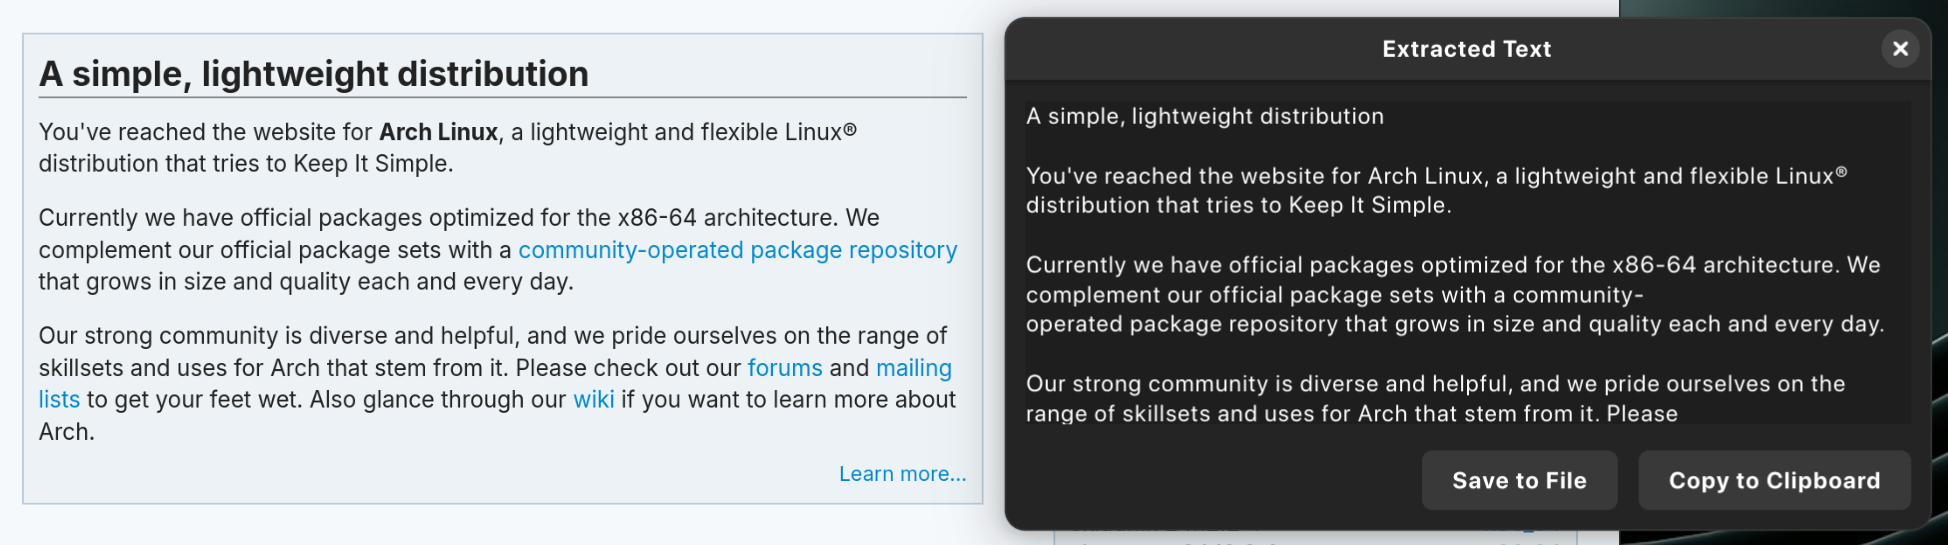 A simple, lightweight distribution
You've reached the website for Arch Linux, a lightweight and flexible Linux®
distribution that tries to Keep It Simple.
Currently we have official packages optimized for the x86-64 architecture. We
complement our official package sets with a community-operated package repository
that grows in size and quality each and every day.
Our strong community is diverse and helpful, and we pride ourselves on the range of
skillsets and uses for Arch that stem from it. Please check out our forums and mailing
lists to get your feet wet. Also glance through our wiki if you want to learn more about
Arch.
Learn more...
Extracted Text
A simple, lightweight distribution
You've reached the website for Arch Linux, a lightweight and flexible Linux®
distribution that tries to Keep It Simple.
Currently we have official packages optimized for the x86-64 architecture. We
complement our official package sets with a community-
operated package repository that grows in size and quality each and every day.
Our strong community is diverse and helpful, and we pride ourselves on the
range of skillsets and uses for Arch that stem from it. Please
Save to File
Copy to Clipboard